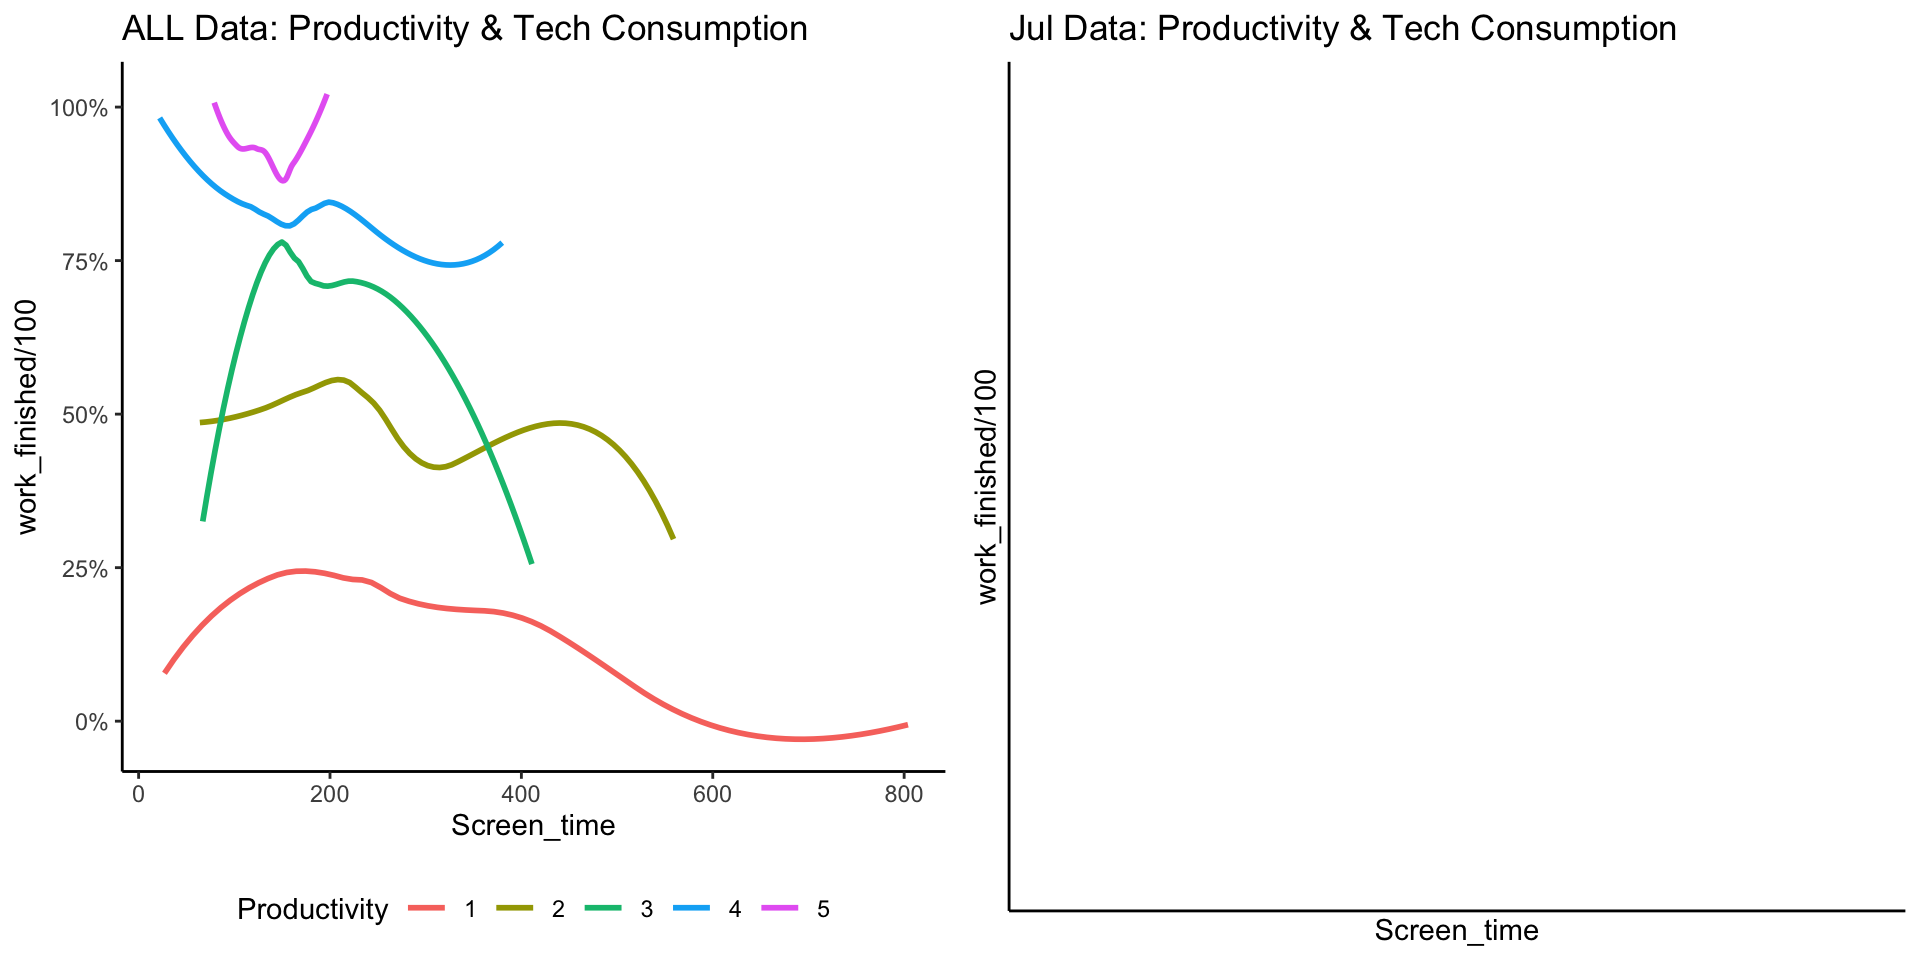 ALL Data: Productivity & Tech Consumption
work_finished/100
100%
75%
50%
25%
0%
0 200 400 600 800
Screen_time
Productivity 1 2 3 4 5
Jul Data: Productivity & Tech Consumption
work_finished/100
Screen_time